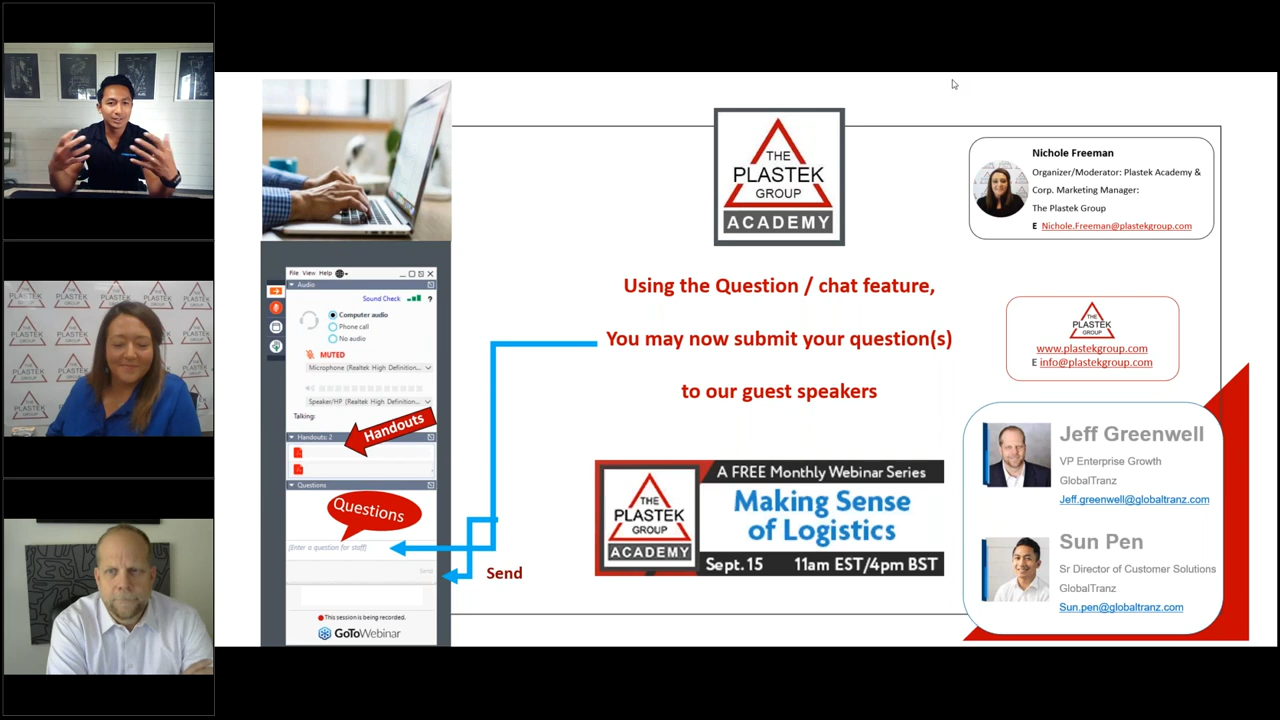 THE
PLASTEK
GROUP
ACADEMY
Nichole Freeman
Organizer/Moderator: Plastek Academy &
Corp. Marketing Manager:
The Plastek Group
E Nichole.Freeman@plastekgroup.com
Using the Question / chat feature,
You may now submit your question(s)
to our guest speakers
THE
PLASTEK
GROUP
www.plastekgroup.com
E info@plastekgroup.com
File View Help
Audio
Sound Check
?
Computer audio
Phone call
No audio
MUTED
Microphone (Realtek High Definition...
Speaker/HP (Realtek High Definition...
Talking:
Handouts
Handouts: 2
Questions
Questions
[Enter a question for staff]
Send
Send
This session is being recorded.
GoToWebinar
A FREE Monthly Webinar Series
THE
PLASTEK
GROUP
ACADEMY
Making Sense
of Logistics
Sept. 15 11am EST/4pm BST
Jeff Greenwell
VP Enterprise Growth
GlobalTranz
Jeff.greenwell@globaltranz.com
Sun Pen
Sr Director of Customer Solutions
GlobalTranz
Sun.pen@globaltranz.com